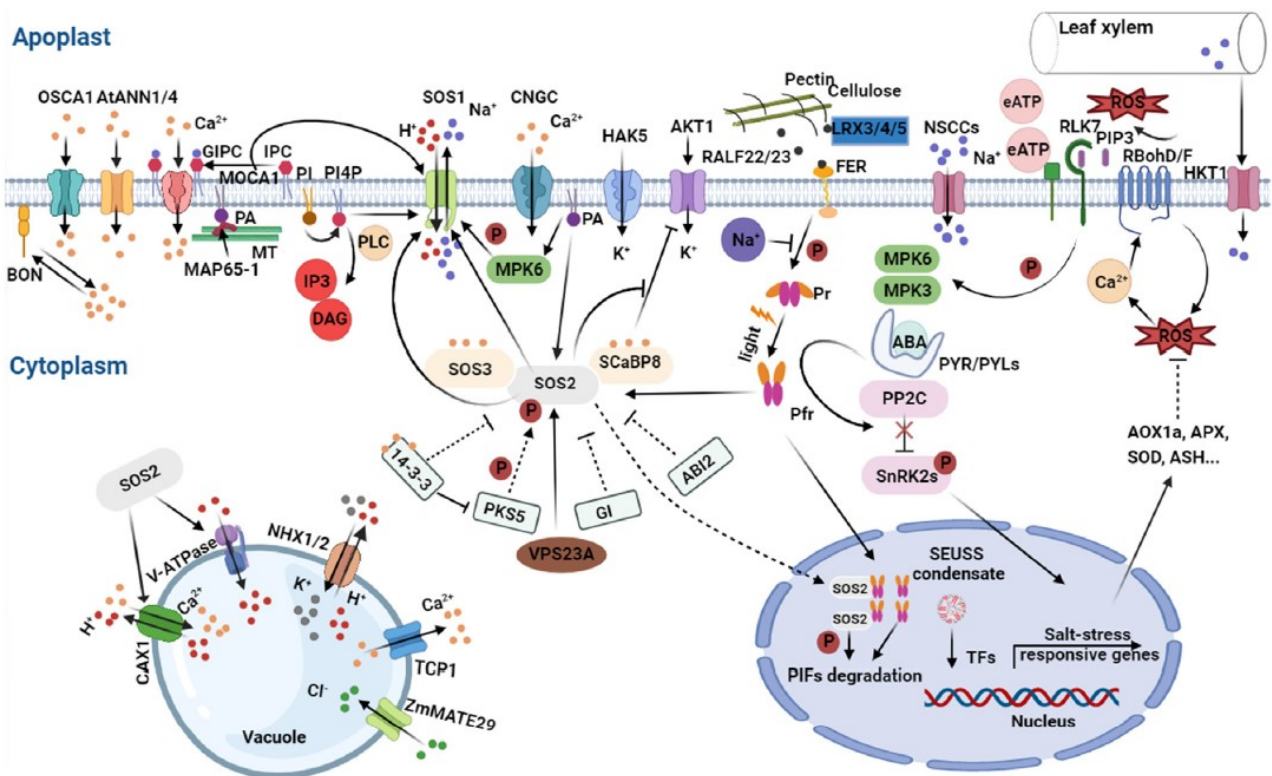 Apoplast
Leaf xylem
OSCA1 AtANN1/4
Ca²⁺
GIPC
IPC
MOCA1
PI
PI4P
SOS1
H⁺
Na⁺
CNGC
Ca²⁺
HAK5
AKT1
Pectin
Cellulose
LRX3/4/5
RALF22/23
FER
NSCCs
Na⁺
eATP
eATP
ROS
RLK7
PIP3
RBohD/F
HKT1
BON
PA
MT
MAP65-1
PLC
IP3
DAG
P
MPK6
PA
K⁺
K⁺
Na⁺
P
Pr
light
Pfr
MPK6
MPK3
P
Ca²⁺
ROS
ABA
PYR/PYLs
PP2C
SnRK2s
P
AOX1a, APX,
SOD, ASH...
Cytoplasm
SOS3
SOS2
SCaBP8
P
14-3-3
P
PKS5
GI
ABI2
VPS23A
SOS2
V-ATPase
NHX1/2
K⁺
H⁺
H⁺
Ca²⁺
CAX1
Ca²⁺
TCP1
Cl⁻
ZmMATE29
Vacuole
SEUSS
condensate
SOS2
SOS2
P
PIFs degradation
TFs
Salt-stress
responsive genes
Nucleus